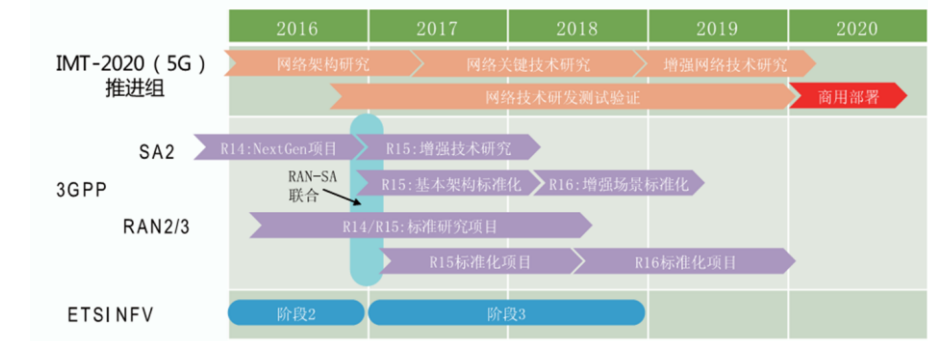 2016 2017 2018 2019 2020
IMT-2020（5G）
推进组
网络架构研究 网络关键技术研究 增强网络技术研究
网络技术研发测试验证 商用部署
SA2
R14:NextGen项目 R15:增强技术研究
3GPP
RAN-SA
联合
R15:基本架构标准化 R16:增强场景标准化
RAN2/3
R14/R15:标准研究项目
R15标准化项目 R16标准化项目
ETSI NFV
阶段2 阶段3